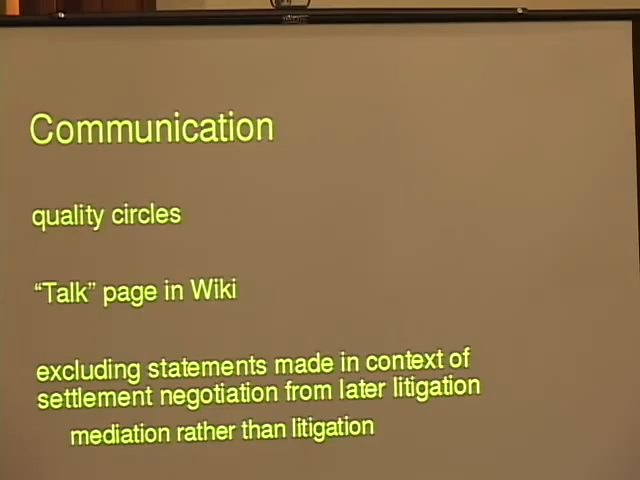 Communication
quality circles
“Talk” page in Wiki
excluding statements made in context of
settlement negotiation from later litigation
mediation rather than litigation